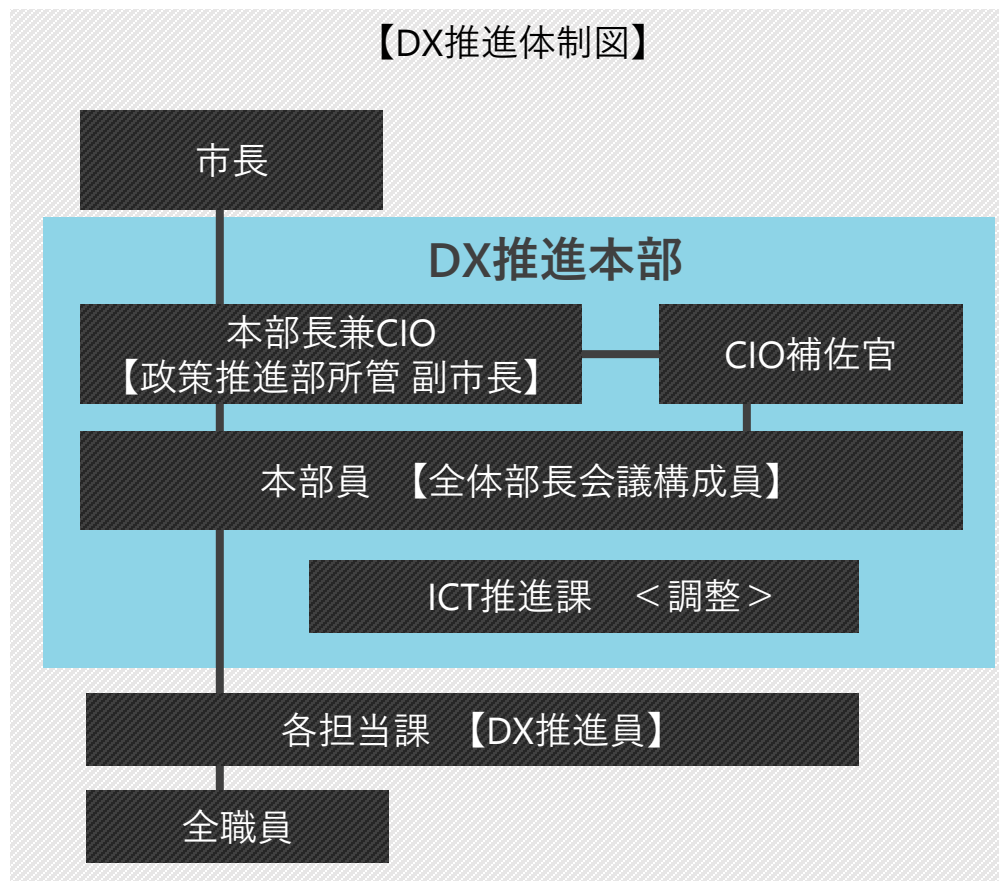 【DX推進体制図】
市長
DX推進本部
本部長兼CIO
【政策推進部所管 副市長】
CIO補佐官
本部員 【全体部長会議構成員】
ICT推進課 ＜調整＞
各担当課 【DX推進員】
全職員